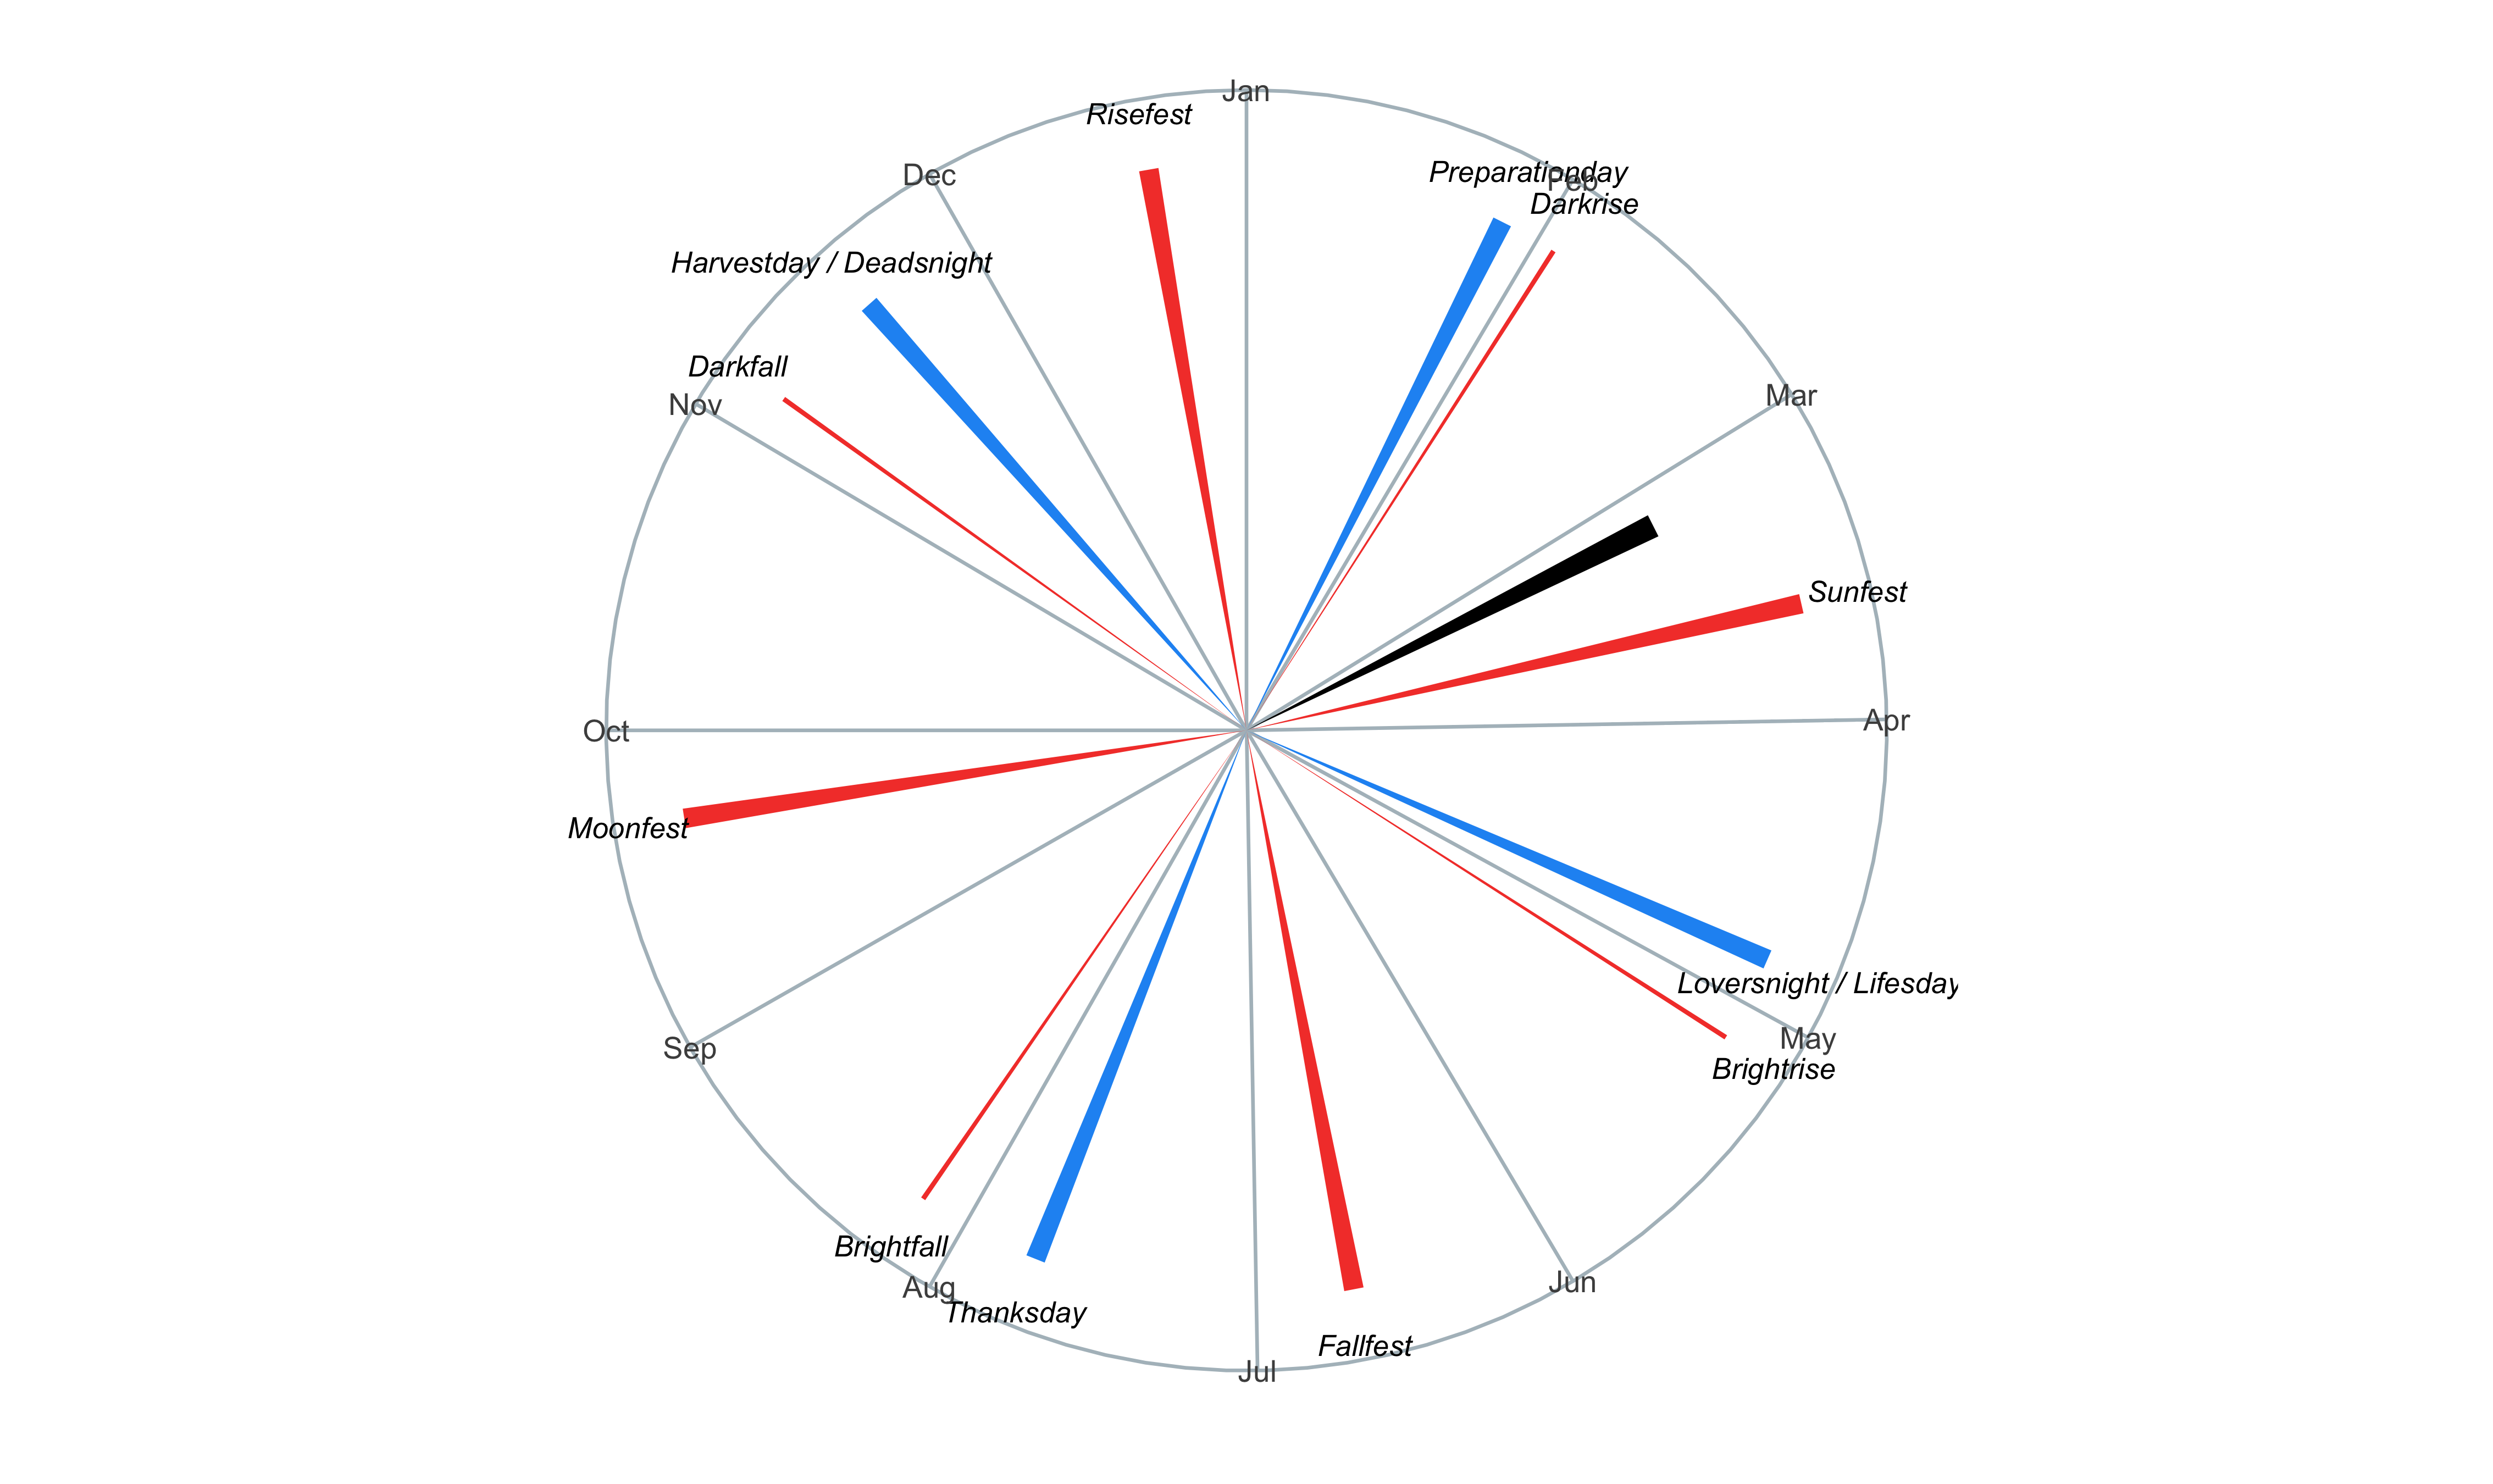 Jan
Risefest
Preparationday
Feb
Dec
Darkrise
Harvestday / Deadsnight
Darkfall
Mar
Nov
Sunfest
Apr
Oct
Moonfest
Loversnight / Lifesday
May
Sep
Brightrise
Brightfall
Jun
Aug
Thanksday
Fallfest
Jul